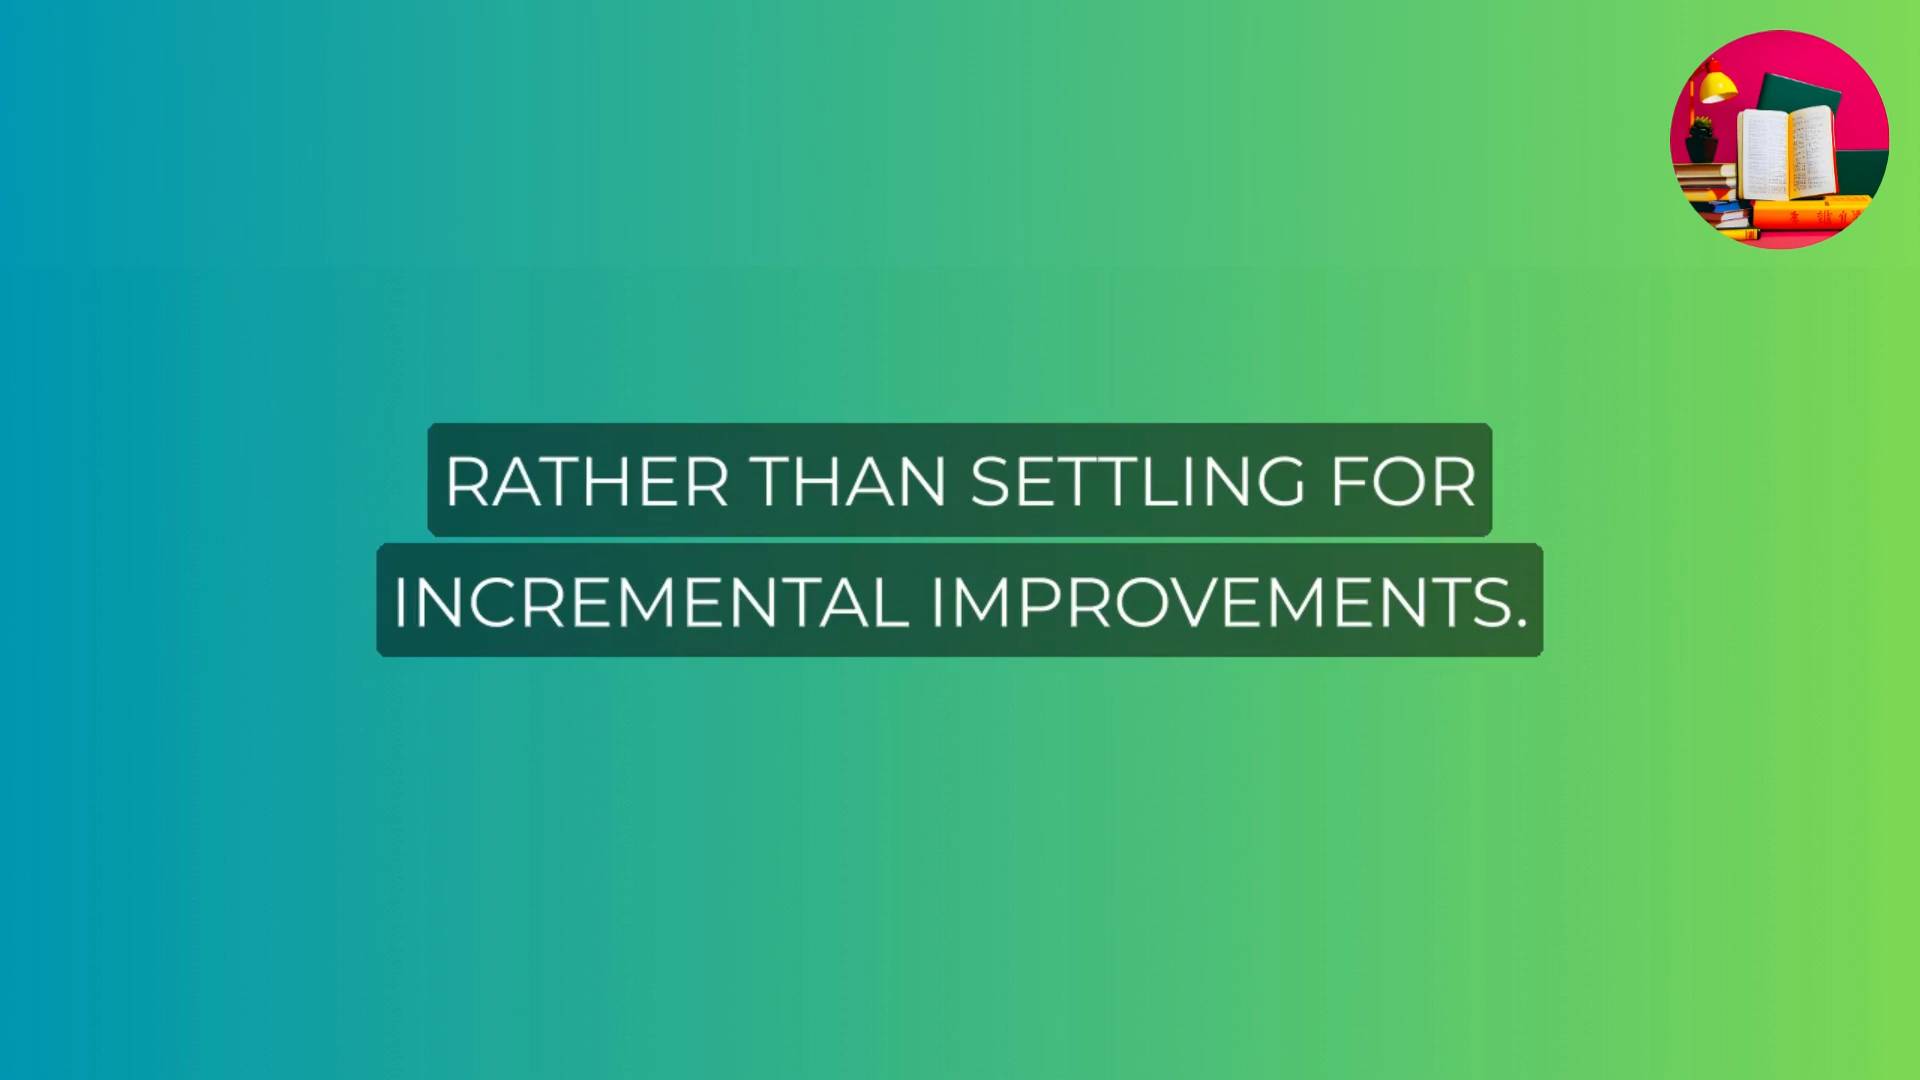 RATHER THAN SETTLING FOR
INCREMENTAL IMPROVEMENTS.